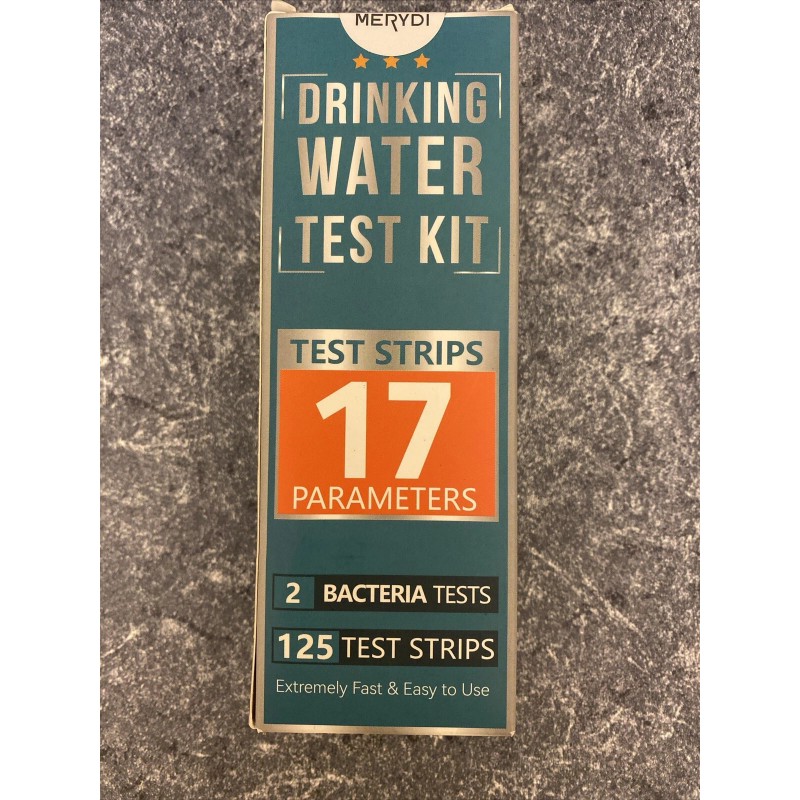 MERYDI
DRINKING
WATER
TEST KIT
TEST STRIPS
17
PARAMETERS
2 BACTERIA TESTS
125 TEST STRIPS
Extremely Fast & Easy to Use